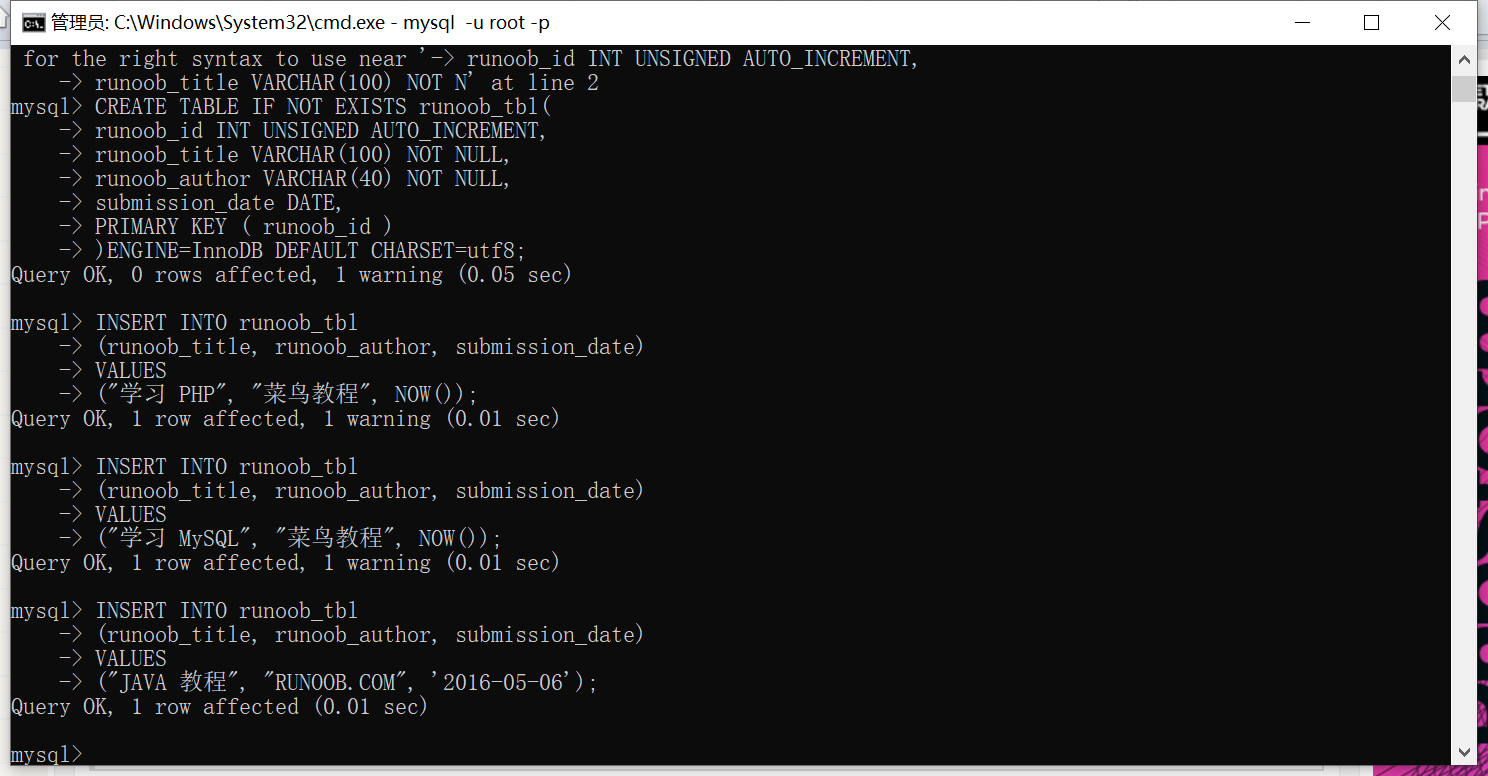 管理员: C:\Windows\System32\cmd.exe - mysql  -u root -p
 for the right syntax to use near '-> runoob_id INT UNSIGNED AUTO_INCREMENT,
    -> runoob_title VARCHAR(100) NOT N' at line 2
mysql> CREATE TABLE IF NOT EXISTS runoob_tbl(
    -> runoob_id INT UNSIGNED AUTO_INCREMENT,
    -> runoob_title VARCHAR(100) NOT NULL,
    -> runoob_author VARCHAR(40) NOT NULL,
    -> submission_date DATE,
    -> PRIMARY KEY ( runoob_id )
    -> )ENGINE=InnoDB DEFAULT CHARSET=utf8;
Query OK, 0 rows affected, 1 warning (0.05 sec)
mysql> INSERT INTO runoob_tbl
    -> (runoob_title, runoob_author, submission_date)
    -> VALUES
    -> ("学习 PHP", "菜鸟教程", NOW());
Query OK, 1 row affected, 1 warning (0.01 sec)
mysql> INSERT INTO runoob_tbl
    -> (runoob_title, runoob_author, submission_date)
    -> VALUES
    -> ("学习 MySQL", "菜鸟教程", NOW());
Query OK, 1 row affected, 1 warning (0.01 sec)
mysql> INSERT INTO runoob_tbl
    -> (runoob_title, runoob_author, submission_date)
    -> VALUES
    -> ("JAVA 教程", "RUNOOB.COM", '2016-05-06');
Query OK, 1 row affected (0.01 sec)
mysql>